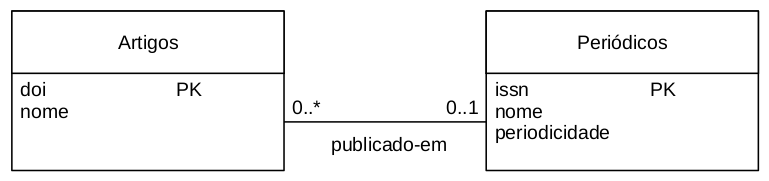 Artigos
doi PK
nome
0..*
0..1
publicado-em
Periódicos
issn PK
nome
periodicidade